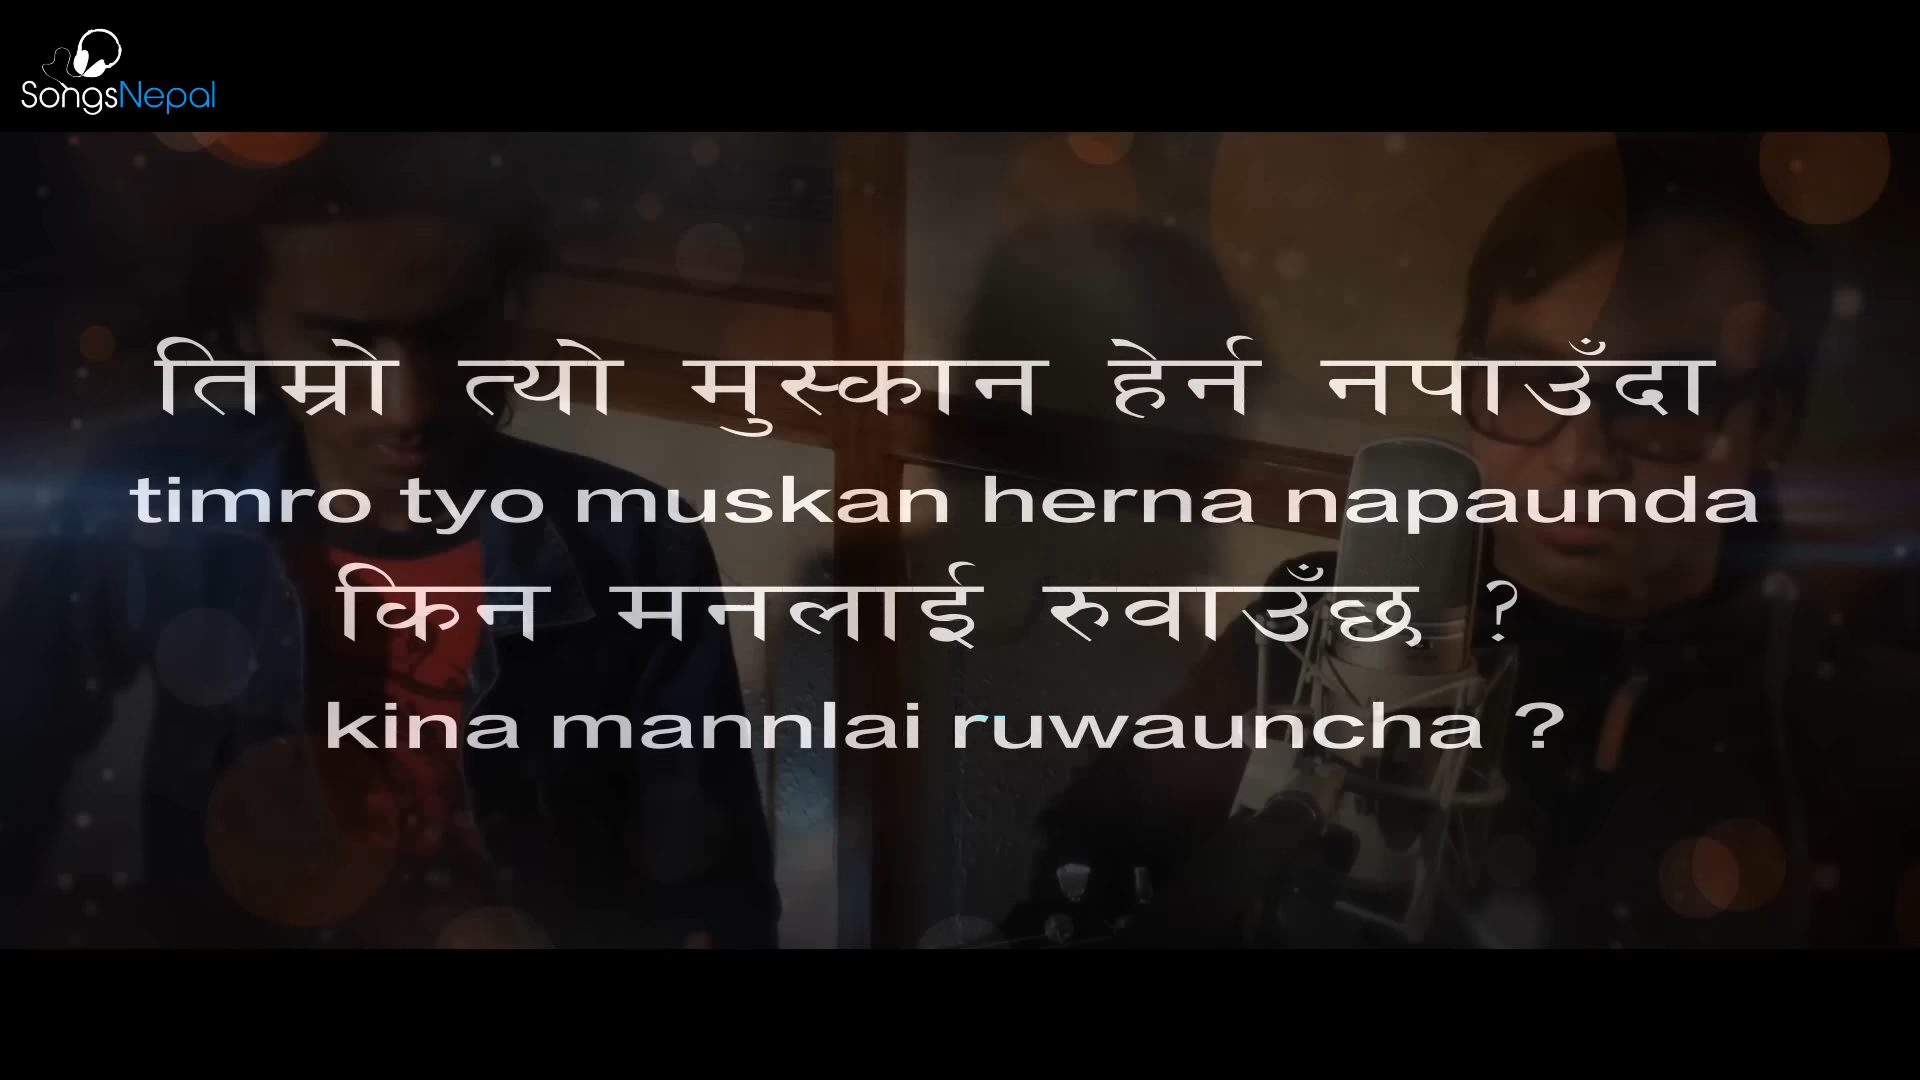 SongsNepal
तिम्रो त्यो मुस्कान हेर्न नपाउँदा
timro tyo muskan herna napaunda
किन मनलाई रुवाउँछ ?
kina mannlai ruwauncha ?